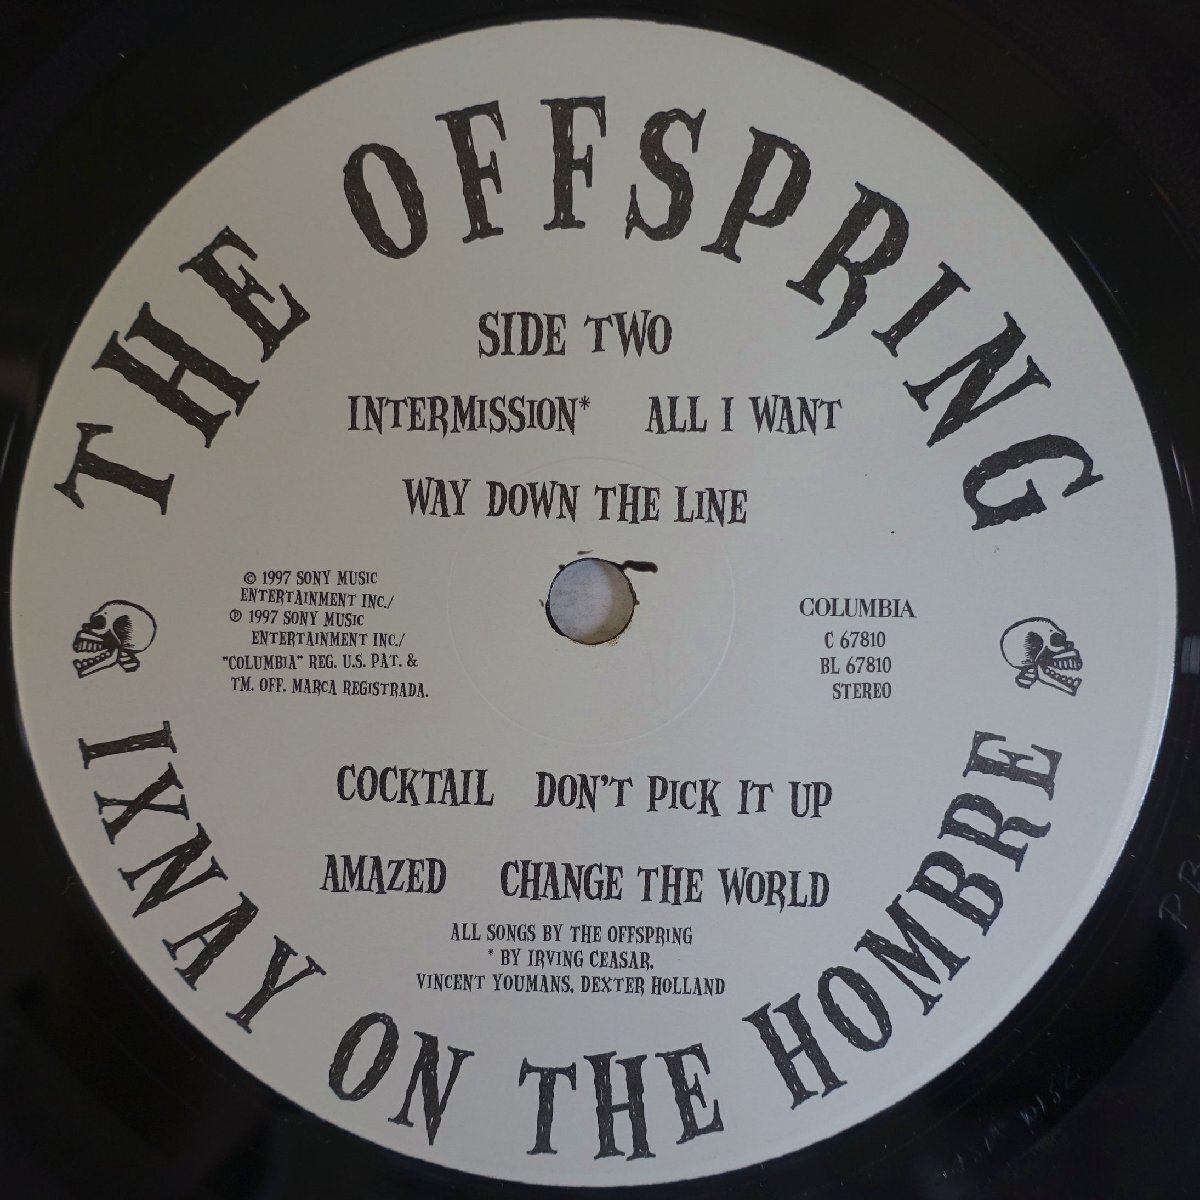 THE OFFSPRING
SIDE TWO
INTERMISSION* ALL I WANT
WAY DOWN THE LINE
© 1997 SONY MUSIC
ENTERTAINMENT INC./
℗ 1997 SONY MUSIC
ENTERTAINMENT INC./
"COLUMBIA" REG. U.S. PAT. &
TM. OFF. MARCA REGISTRADA.
COLUMBIA
C 67810
BL 67810
STEREO
COCKTAIL DON'T PICK IT UP
AMAZED CHANGE THE WORLD
ALL SONGS BY THE OFFSPRING
* BY IRVING CEASAR,
VINCENT YOUMANS, DEXTER HOLLAND
IXNAY ON THE HOMBRE